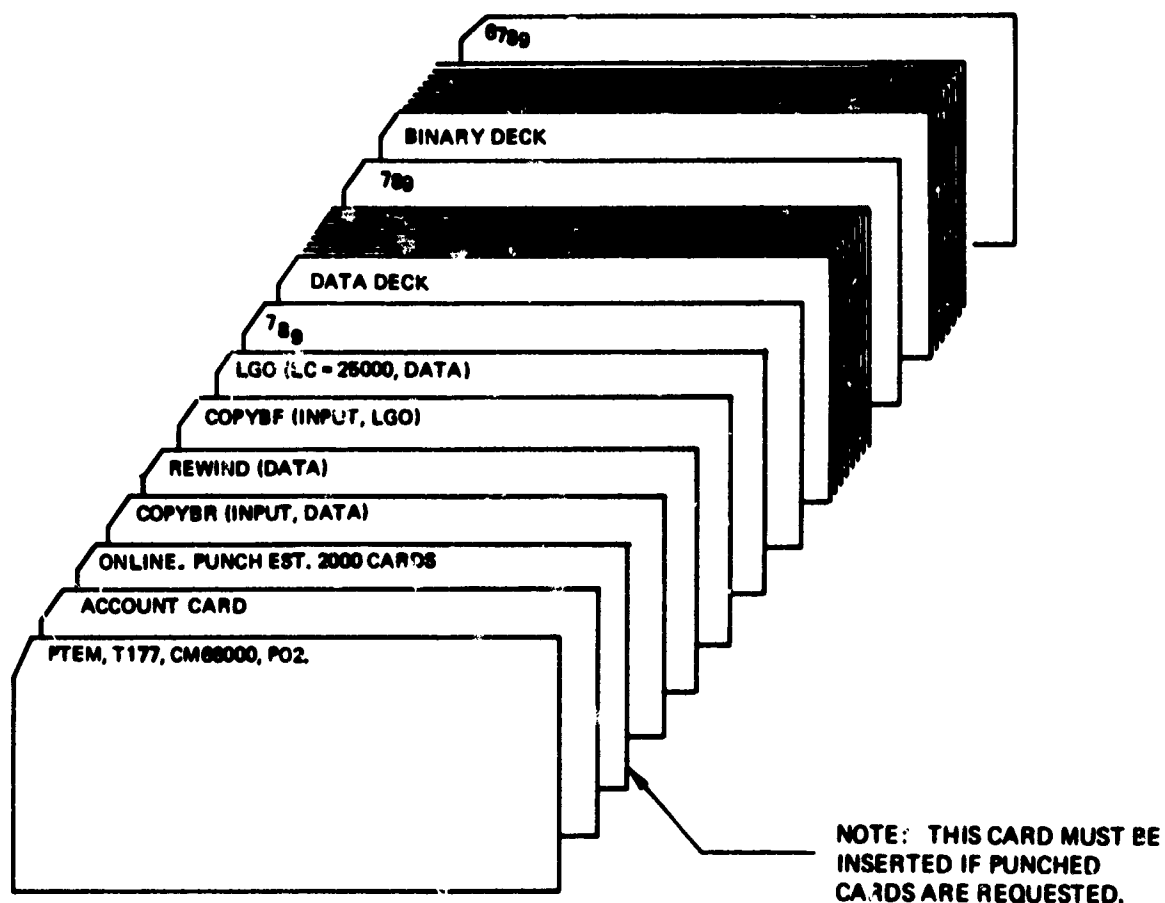 6789
BINARY DECK
789
DATA DECK
789
LGO (LC = 25000, DATA)
COPYBF (INPUT, LGO)
REWIND (DATA)
COPYBR (INPUT, DATA)
ONLINE. PUNCH EST. 2000 CARDS
ACCOUNT CARD
PTEM, T177, CM66000, PO2.
NOTE: THIS CARD MUST BE
INSERTED IF PUNCHED
CARDS ARE REQUESTED.